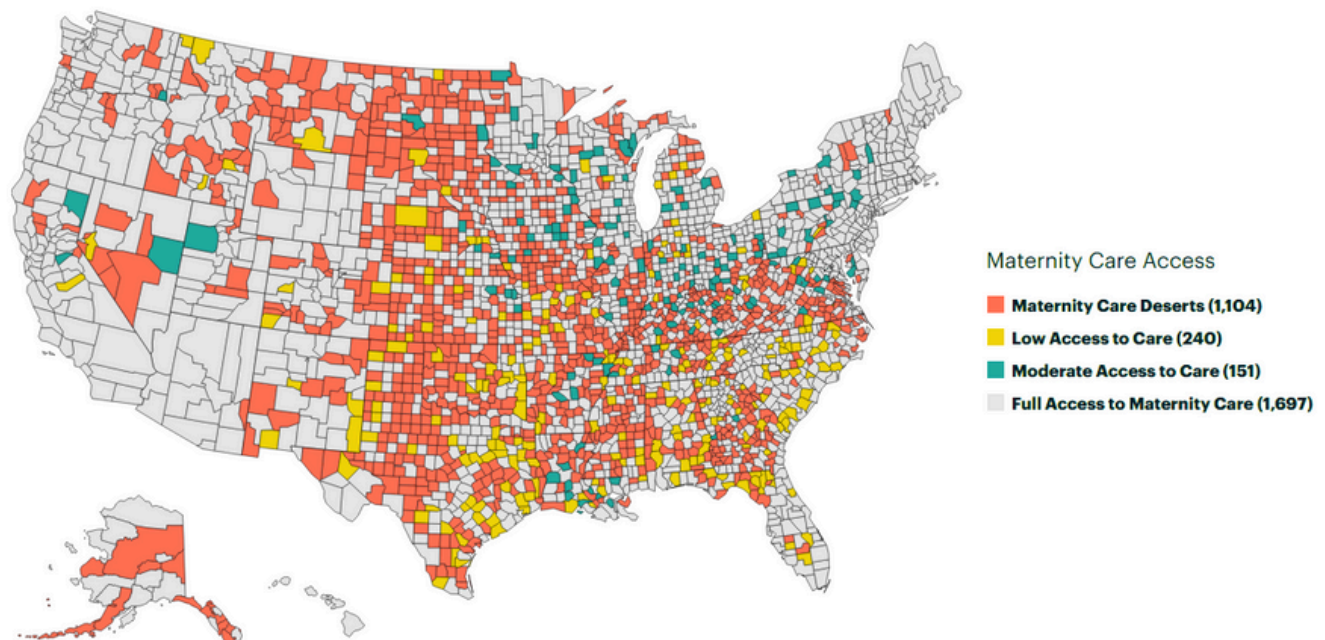 Maternity Care Access
Maternity Care Deserts (1,104)
Low Access to Care (240)
Moderate Access to Care (151)
Full Access to Maternity Care (1,697)